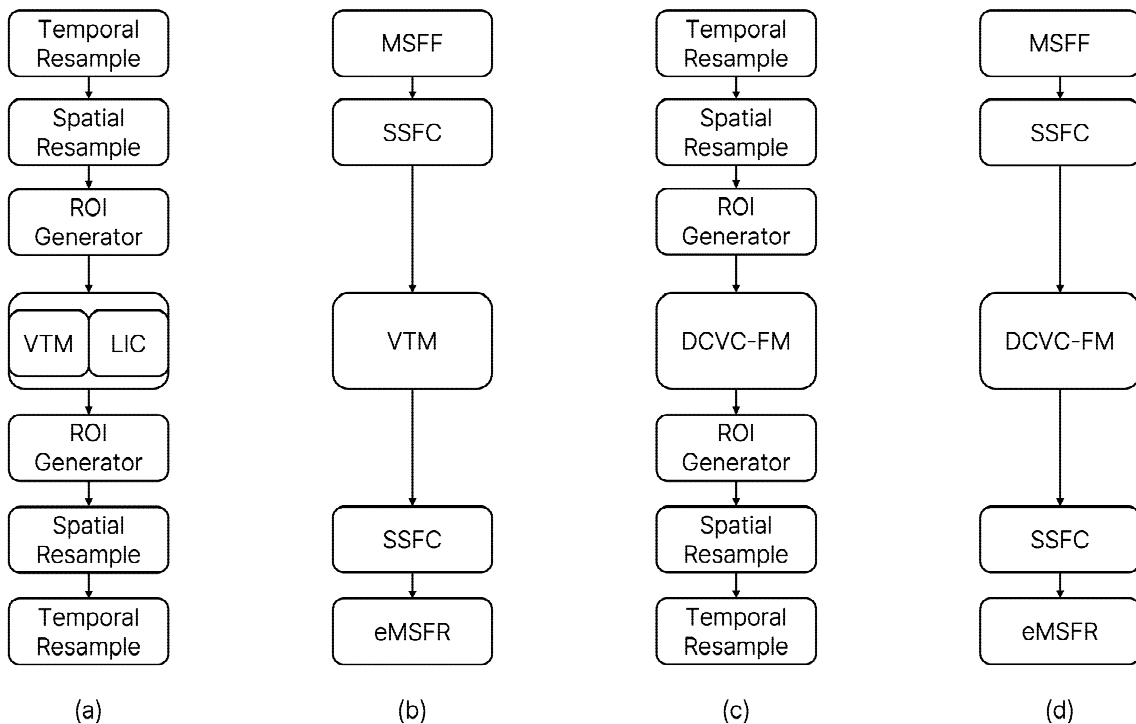 Temporal
Resample
Spatial
Resample
ROI
Generator
VTM
LIC
ROI
Generator
Spatial
Resample
Temporal
Resample
(a)
MSFF
SSFC
VTM
SSFC
eMSFR
(b)
Temporal
Resample
Spatial
Resample
ROI
Generator
DCVC-FM
ROI
Generator
Spatial
Resample
Temporal
Resample
(c)
MSFF
SSFC
DCVC-FM
SSFC
eMSFR
(d)